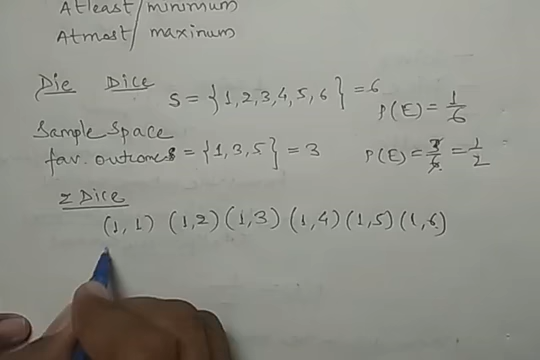 Atleast/minimum
Atmost/maxinum
Die Dice S = {1,2,3,4,5,6} = 6 P(E) = 1/6
Sample Space
fav. outcomes = {1,3,5} = 3 P(E) = 3/6 = 1/2
2 Dice
(1,1) (1,2) (1,3) (1,4) (1,5) (1,6)